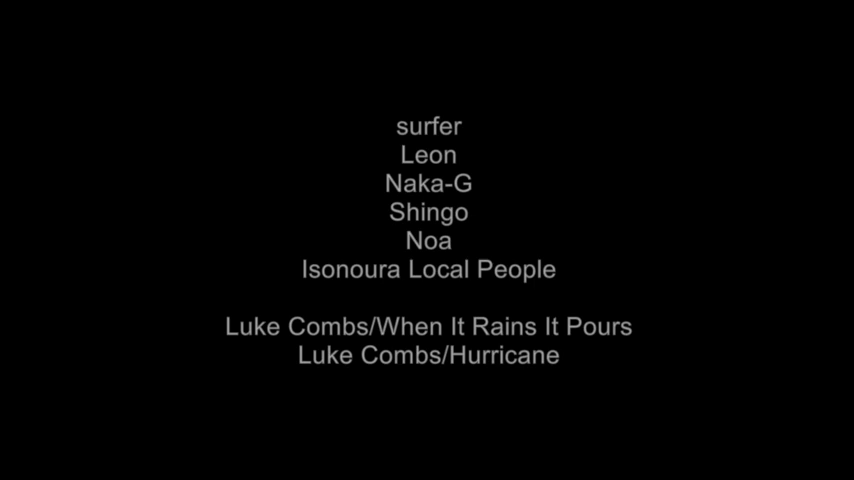 surfer
Leon
Naka-G
Shingo
Noa
Isonoura Local People
Luke Combs/When It Rains It Pours
Luke Combs/Hurricane